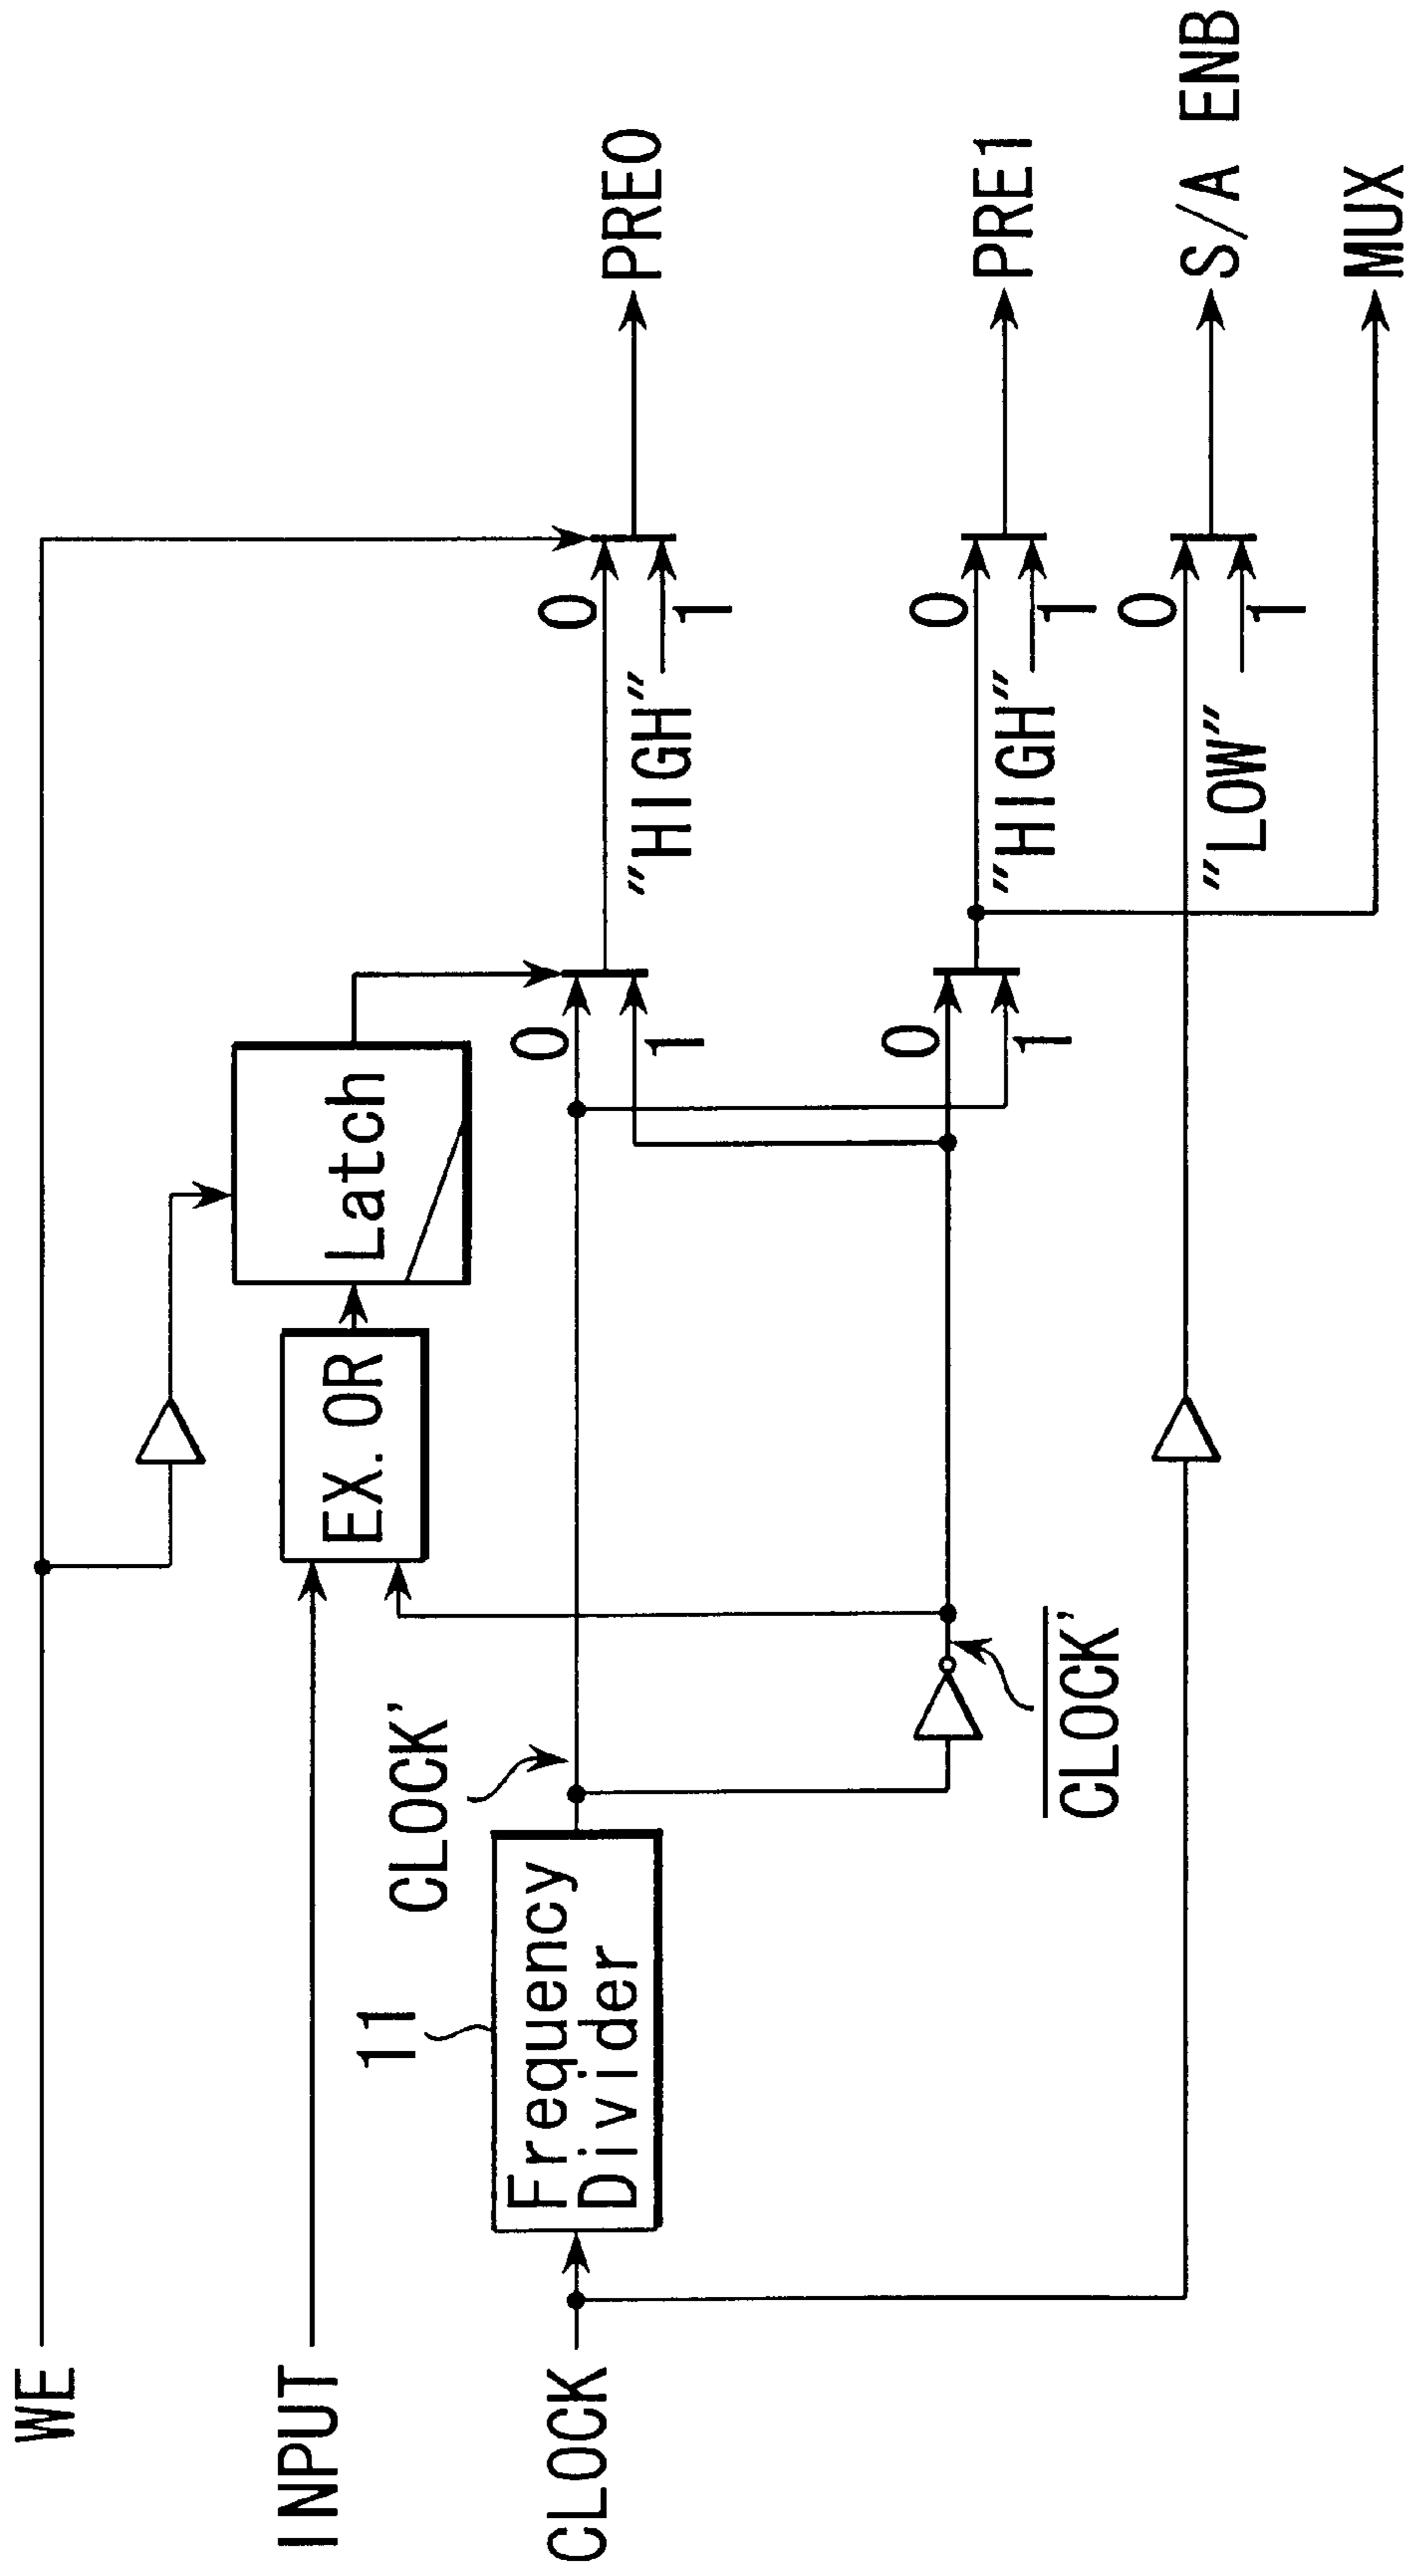 WE
INPUT
CLOCK
11
Frequency
Divider
CLOCK'
CLOCK'
EX. OR
Latch
0
1
0
1
"HIGH"
"HIGH"
"LOW"
0
1
0
1
0
1
PRE0
PRE1
S/A ENB
MUX